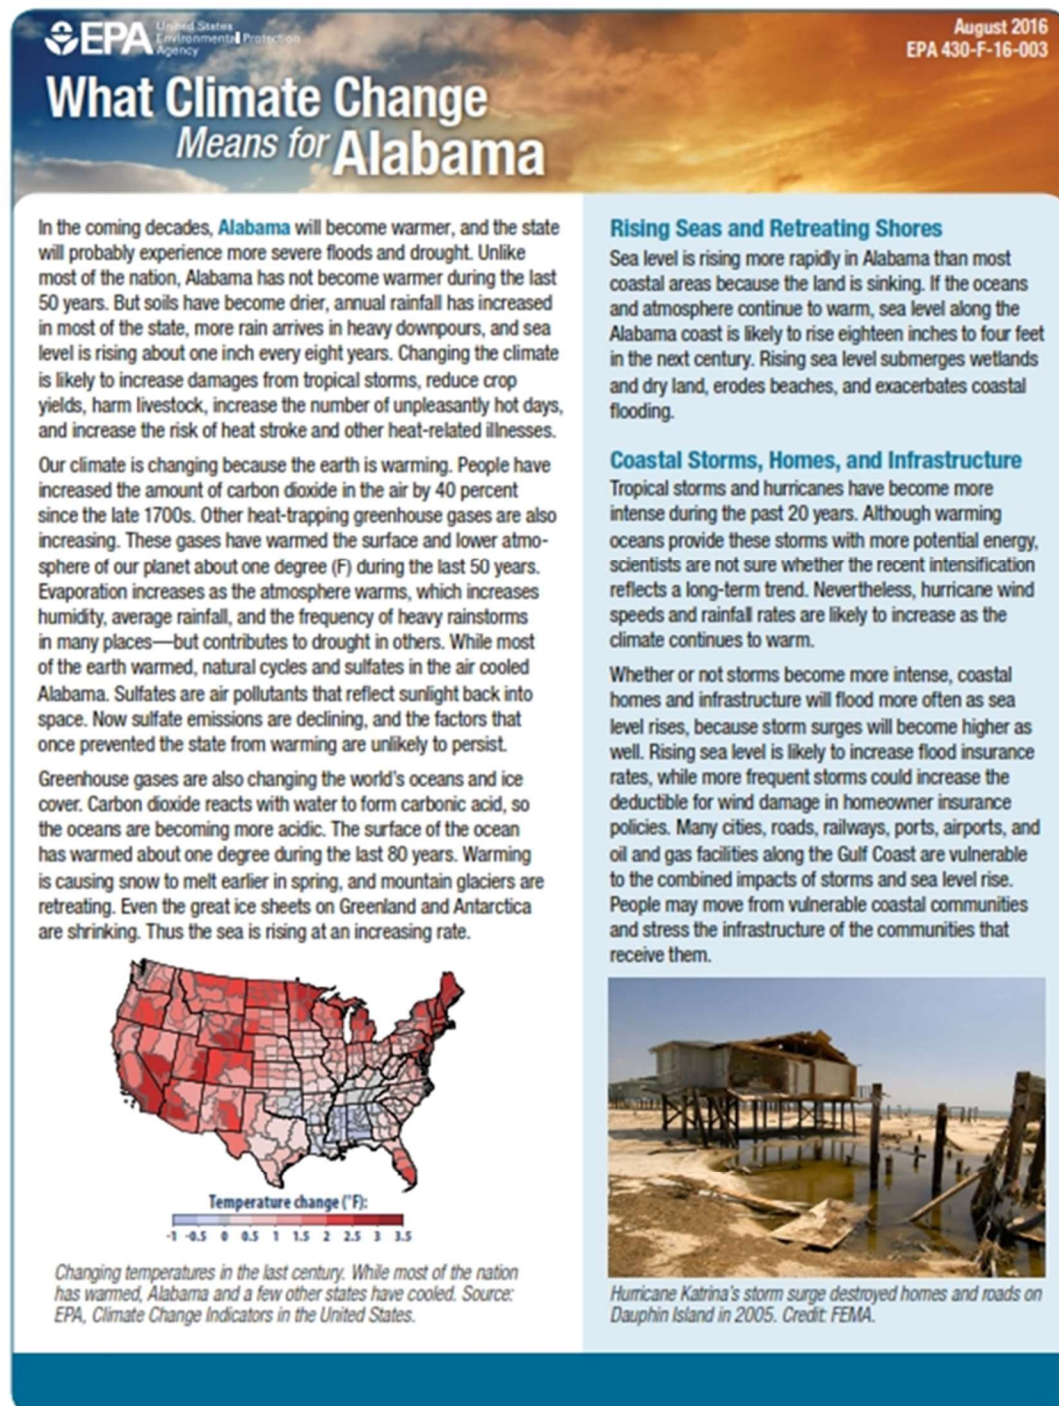 EPA United States
Environmental Protection
Agency
August 2016
EPA 430-F-16-003
What Climate Change
Means for Alabama
In the coming decades, Alabama will become warmer, and the state
will probably experience more severe floods and drought. Unlike
most of the nation, Alabama has not become warmer during the last
50 years. But soils have become drier, annual rainfall has increased
in most of the state, more rain arrives in heavy downpours, and sea
level is rising about one inch every eight years. Changing the climate
is likely to increase damages from tropical storms, reduce crop
yields, harm livestock, increase the number of unpleasantly hot days,
and increase the risk of heat stroke and other heat-related illnesses.
Our climate is changing because the earth is warming. People have
increased the amount of carbon dioxide in the air by 40 percent
since the late 1700s. Other heat-trapping greenhouse gases are also
increasing. These gases have warmed the surface and lower atmo-
sphere of our planet about one degree (F) during the last 50 years.
Evaporation increases as the atmosphere warms, which increases
humidity, average rainfall, and the frequency of heavy rainstorms
in many places—but contributes to drought in others. While most
of the earth warmed, natural cycles and sulfates in the air cooled
Alabama. Sulfates are air pollutants that reflect sunlight back into
space. Now sulfate emissions are declining, and the factors that
once prevented the state from warming are unlikely to persist.
Greenhouse gases are also changing the world's oceans and ice
cover. Carbon dioxide reacts with water to form carbonic acid, so
the oceans are becoming more acidic. The surface of the ocean
has warmed about one degree during the last 80 years. Warming
is causing snow to melt earlier in spring, and mountain glaciers are
retreating. Even the great ice sheets on Greenland and Antarctica
are shrinking. Thus the sea is rising at an increasing rate.
Temperature change (°F):
-1 -0.5 0 0.5 1 1.5 2 2.5 3 3.5
Changing temperatures in the last century. While most of the nation
has warmed, Alabama and a few other states have cooled. Source:
EPA, Climate Change Indicators in the United States.
Rising Seas and Retreating Shores
Sea level is rising more rapidly in Alabama than most
coastal areas because the land is sinking. If the oceans
and atmosphere continue to warm, sea level along the
Alabama coast is likely to rise eighteen inches to four feet
in the next century. Rising sea level submerges wetlands
and dry land, erodes beaches, and exacerbates coastal
flooding.
Coastal Storms, Homes, and Infrastructure
Tropical storms and hurricanes have become more
intense during the past 20 years. Although warming
oceans provide these storms with more potential energy,
scientists are not sure whether the recent intensification
reflects a long-term trend. Nevertheless, hurricane wind
speeds and rainfall rates are likely to increase as the
climate continues to warm.
Whether or not storms become more intense, coastal
homes and infrastructure will flood more often as sea
level rises, because storm surges will become higher as
well. Rising sea level is likely to increase flood insurance
rates, while more frequent storms could increase the
deductible for wind damage in homeowner insurance
policies. Many cities, roads, railways, ports, airports, and
oil and gas facilities along the Gulf Coast are vulnerable
to the combined impacts of storms and sea level rise.
People may move from vulnerable coastal communities
and stress the infrastructure of the communities that
receive them.
Hurricane Katrina's storm surge destroyed homes and roads on
Dauphin Island in 2005. Credit: FEMA.